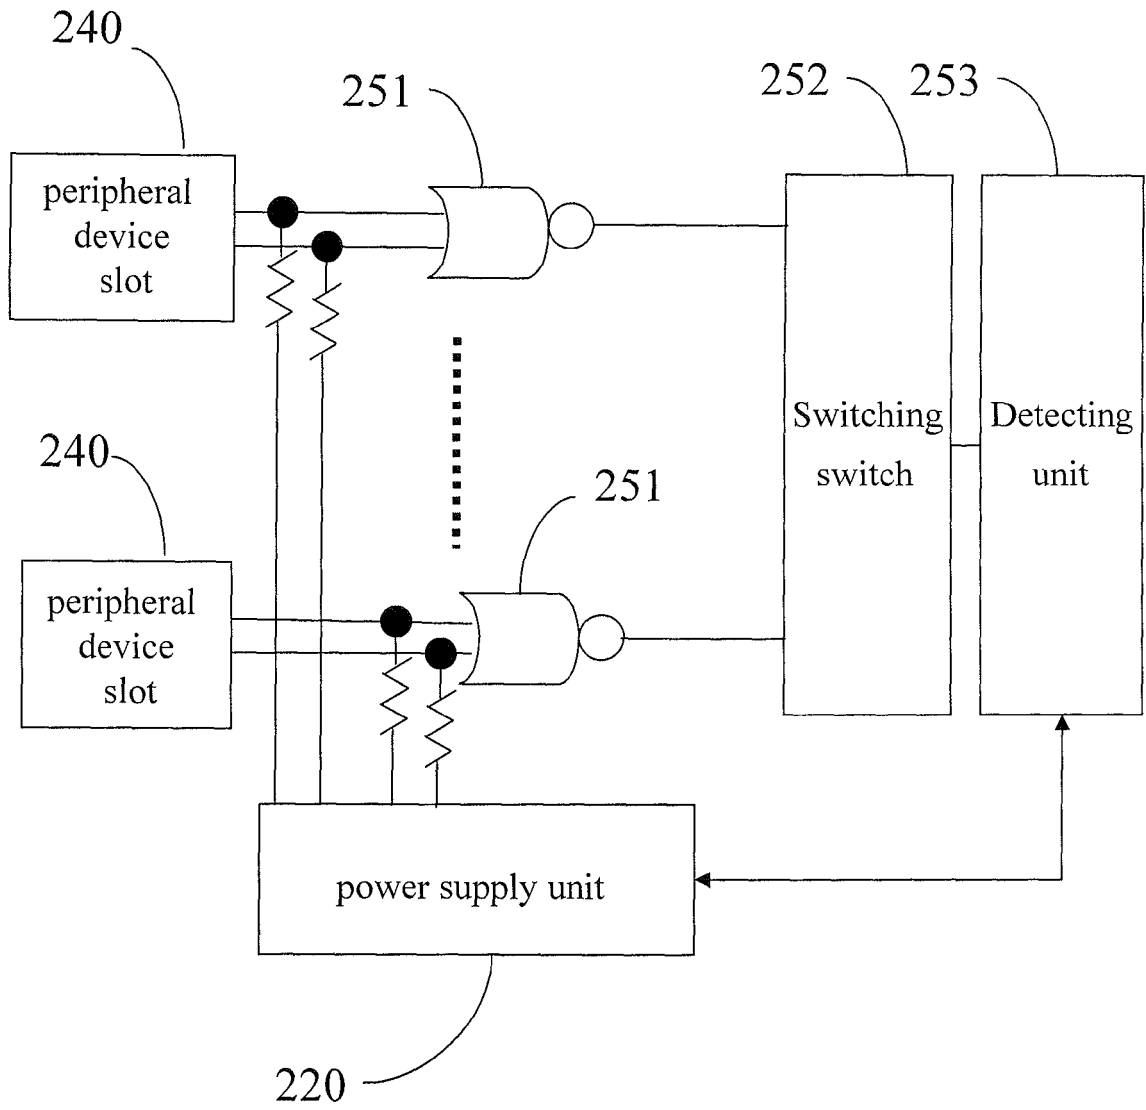 240
251
252
253
peripheral
device
slot
Switching
switch
Detecting
unit
240
251
peripheral
device
slot
power supply unit
220